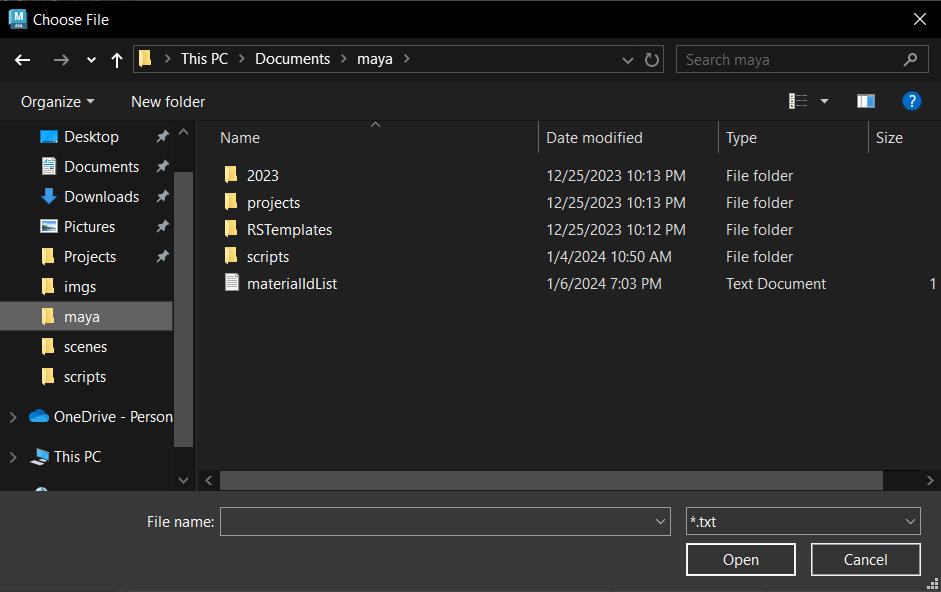 Choose File
This PC > Documents > maya >
Search maya
Organize
New folder
?
Name
Date modified
Type
Size
Desktop
Documents
Downloads
Pictures
Projects
imgs
maya
scenes
scripts
OneDrive - Person
This PC
2023 12/25/2023 10:13 PM File folder
projects 12/25/2023 10:13 PM File folder
RSTemplates 12/25/2023 10:12 PM File folder
scripts 1/4/2024 10:50 AM File folder
materialIdList 1/6/2024 7:03 PM Text Document 1
File name:
*.txt
Open
Cancel